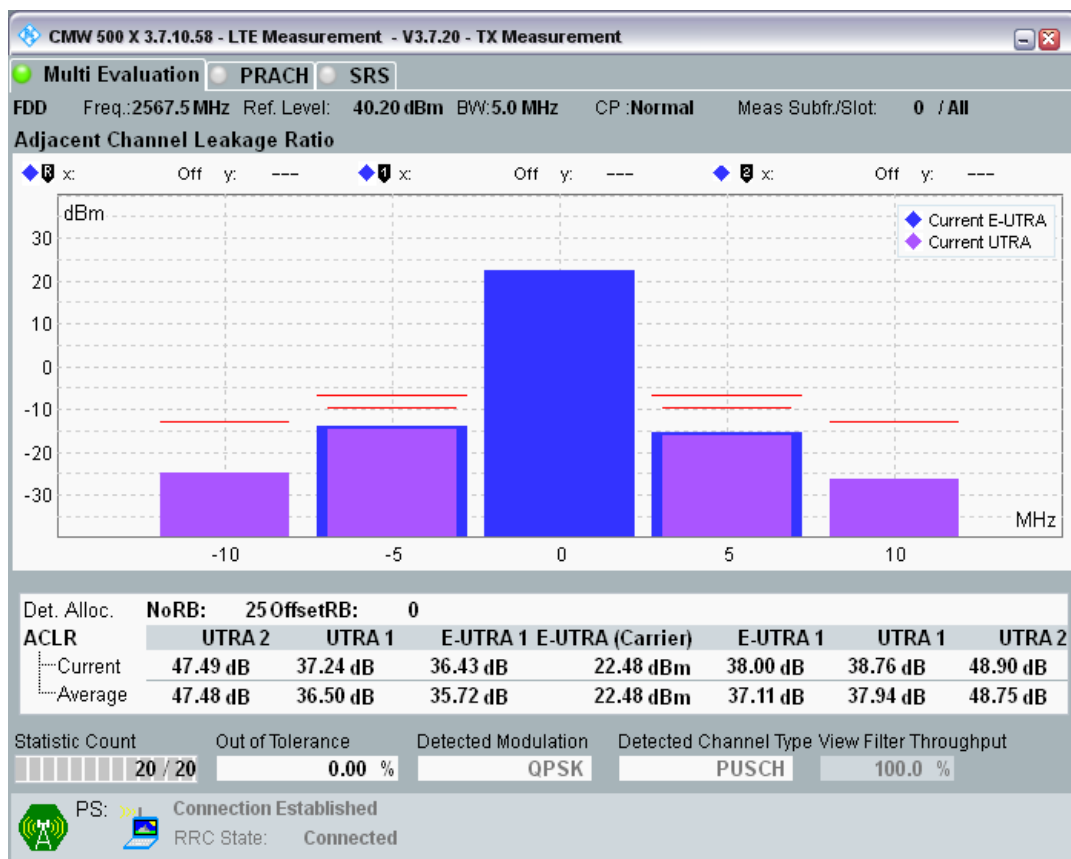 CMW 500 X 3.7.10.58 - LTE Measurement - V3.7.20 - TX Measurement
Multi Evaluation PRACH SRS
FDD Freq.:2567.5 MHz Ref. Level: 40.20 dBm BW:5.0 MHz CP :Normal Meas Subfr./Slot: 0 / All
Adjacent Channel Leakage Ratio
R x: Off y: --- 1 x: Off y: --- 2 x: Off y: ---
dBm
Current E-UTRA
Current UTRA
30
20
10
0
-10
-20
-30
MHz
-10 -5 0 5 10
Det. Alloc. NoRB: 25 OffsetRB: 0
ACLR UTRA 2 UTRA 1 E-UTRA 1 E-UTRA (Carrier) E-UTRA 1 UTRA 1 UTRA 2
Current 47.49 dB 37.24 dB 36.43 dB 22.48 dBm 38.00 dB 38.76 dB 48.90 dB
Average 47.48 dB 36.50 dB 35.72 dB 22.48 dBm 37.11 dB 37.94 dB 48.75 dB
Statistic Count Out of Tolerance Detected Modulation Detected Channel Type View Filter Throughput
20 / 20 0.00 % QPSK PUSCH 100.0 %
PS: Connection Established
RRC State: Connected